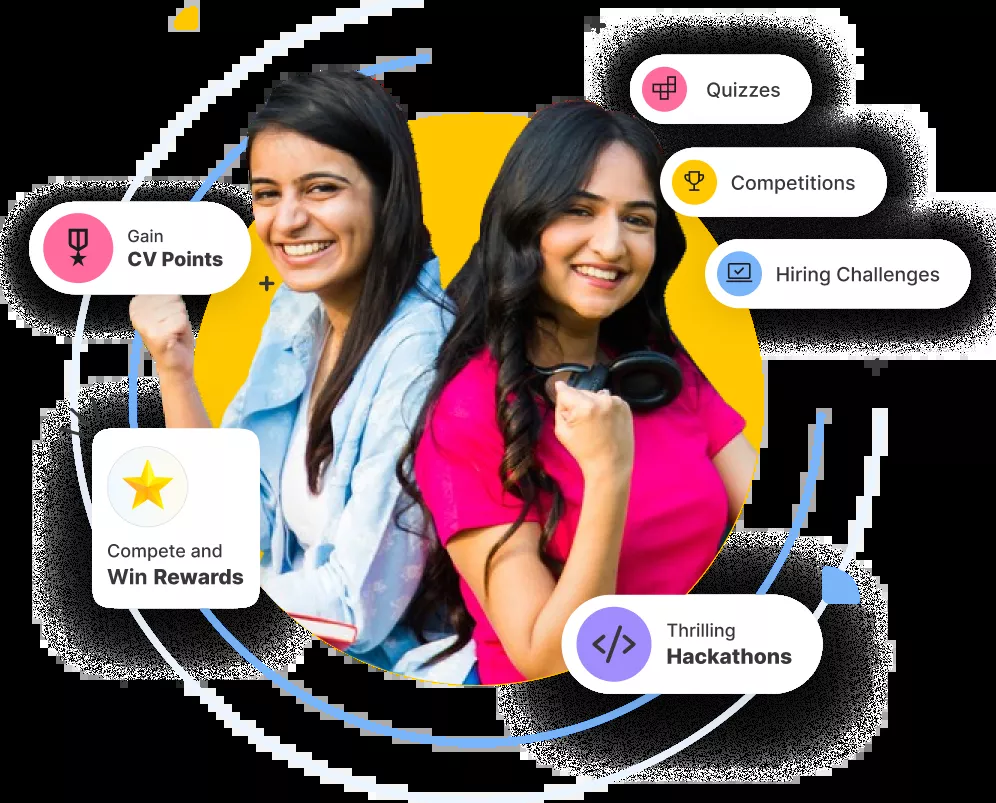 Quizzes
Competitions
Hiring Challenges
Gain
CV Points
Compete and
Win Rewards
Thrilling
Hackathons